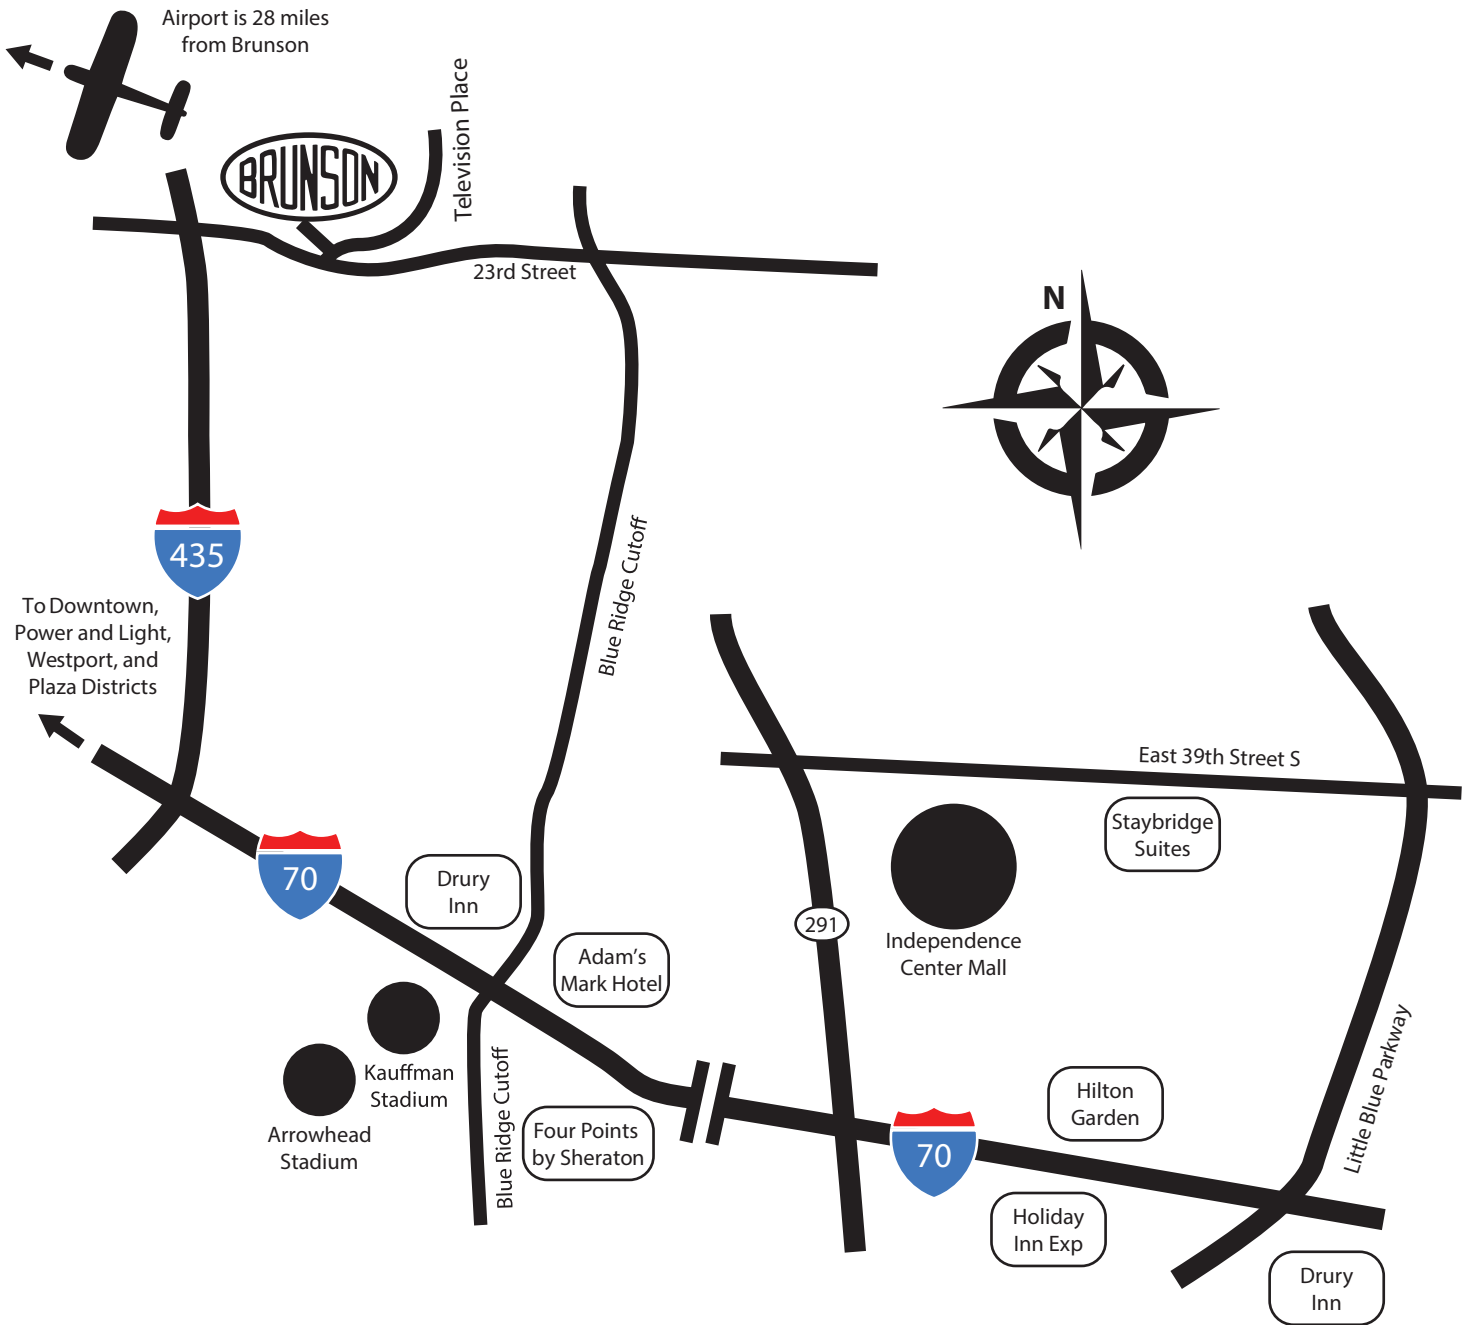 Airport is 28 miles
from Brunson
BRUNSON
Television Place
23rd Street
N
435
Blue Ridge Cutoff
To Downtown,
Power and Light,
Westport, and
Plaza Districts
East 39th Street S
Staybridge
Suites
70
Drury
Inn
291
Independence
Center Mall
Adam's
Mark Hotel
Kauffman
Stadium
Arrowhead
Stadium
Blue Ridge Cutoff
Four Points
by Sheraton
Hilton
Garden
Little Blue Parkway
70
Holiday
Inn Exp
Drury
Inn